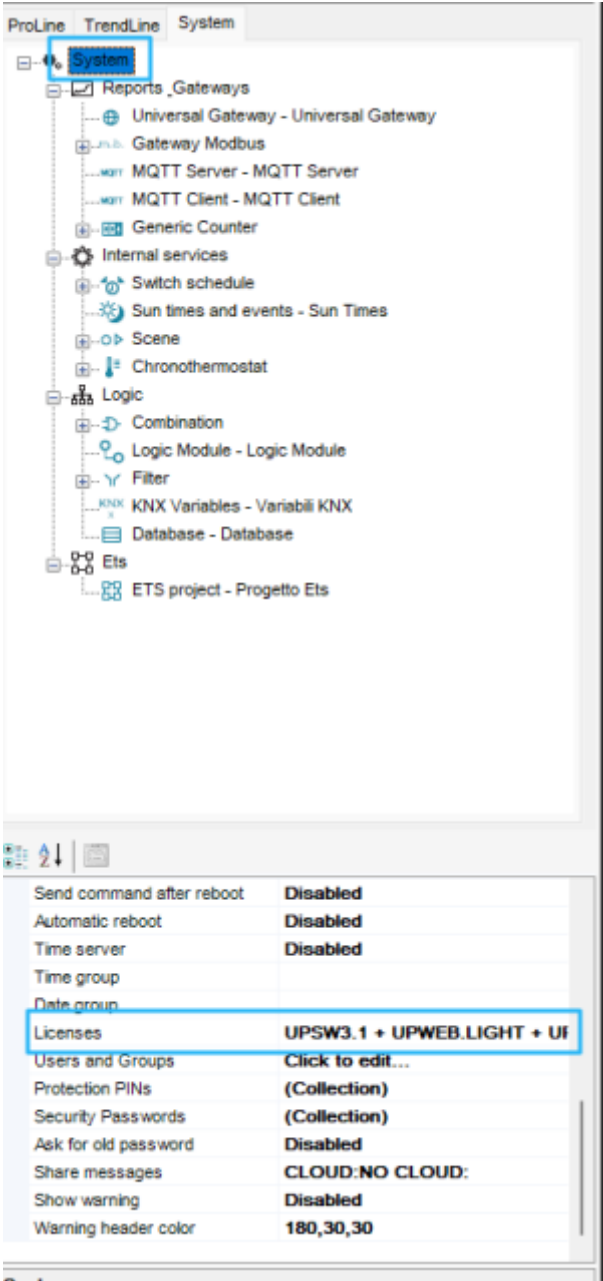 ProLine TrendLine System
System
Reports _Gateways
Universal Gateway - Universal Gateway
Gateway Modbus
MQTT MQTT Server - MQTT Server
MQTT MQTT Client - MQTT Client
Generic Counter
Internal services
Switch schedule
Sun times and events - Sun Times
Scene
Chronothermostat
Logic
Combination
Logic Module - Logic Module
Filter
KNX KNX Variables - Variabili KNX
Database - Database
Ets
ETS project - Progetto Ets
Send command after reboot Disabled
Automatic reboot Disabled
Time server Disabled
Time group
Date group
Licenses UPSW3.1 + UPWEB.LIGHT + UF
Users and Groups Click to edit...
Protection PINs (Collection)
Security Passwords (Collection)
Ask for old password Disabled
Share messages CLOUD:NO CLOUD:
Show warning Disabled
Warning header color 180,30,30